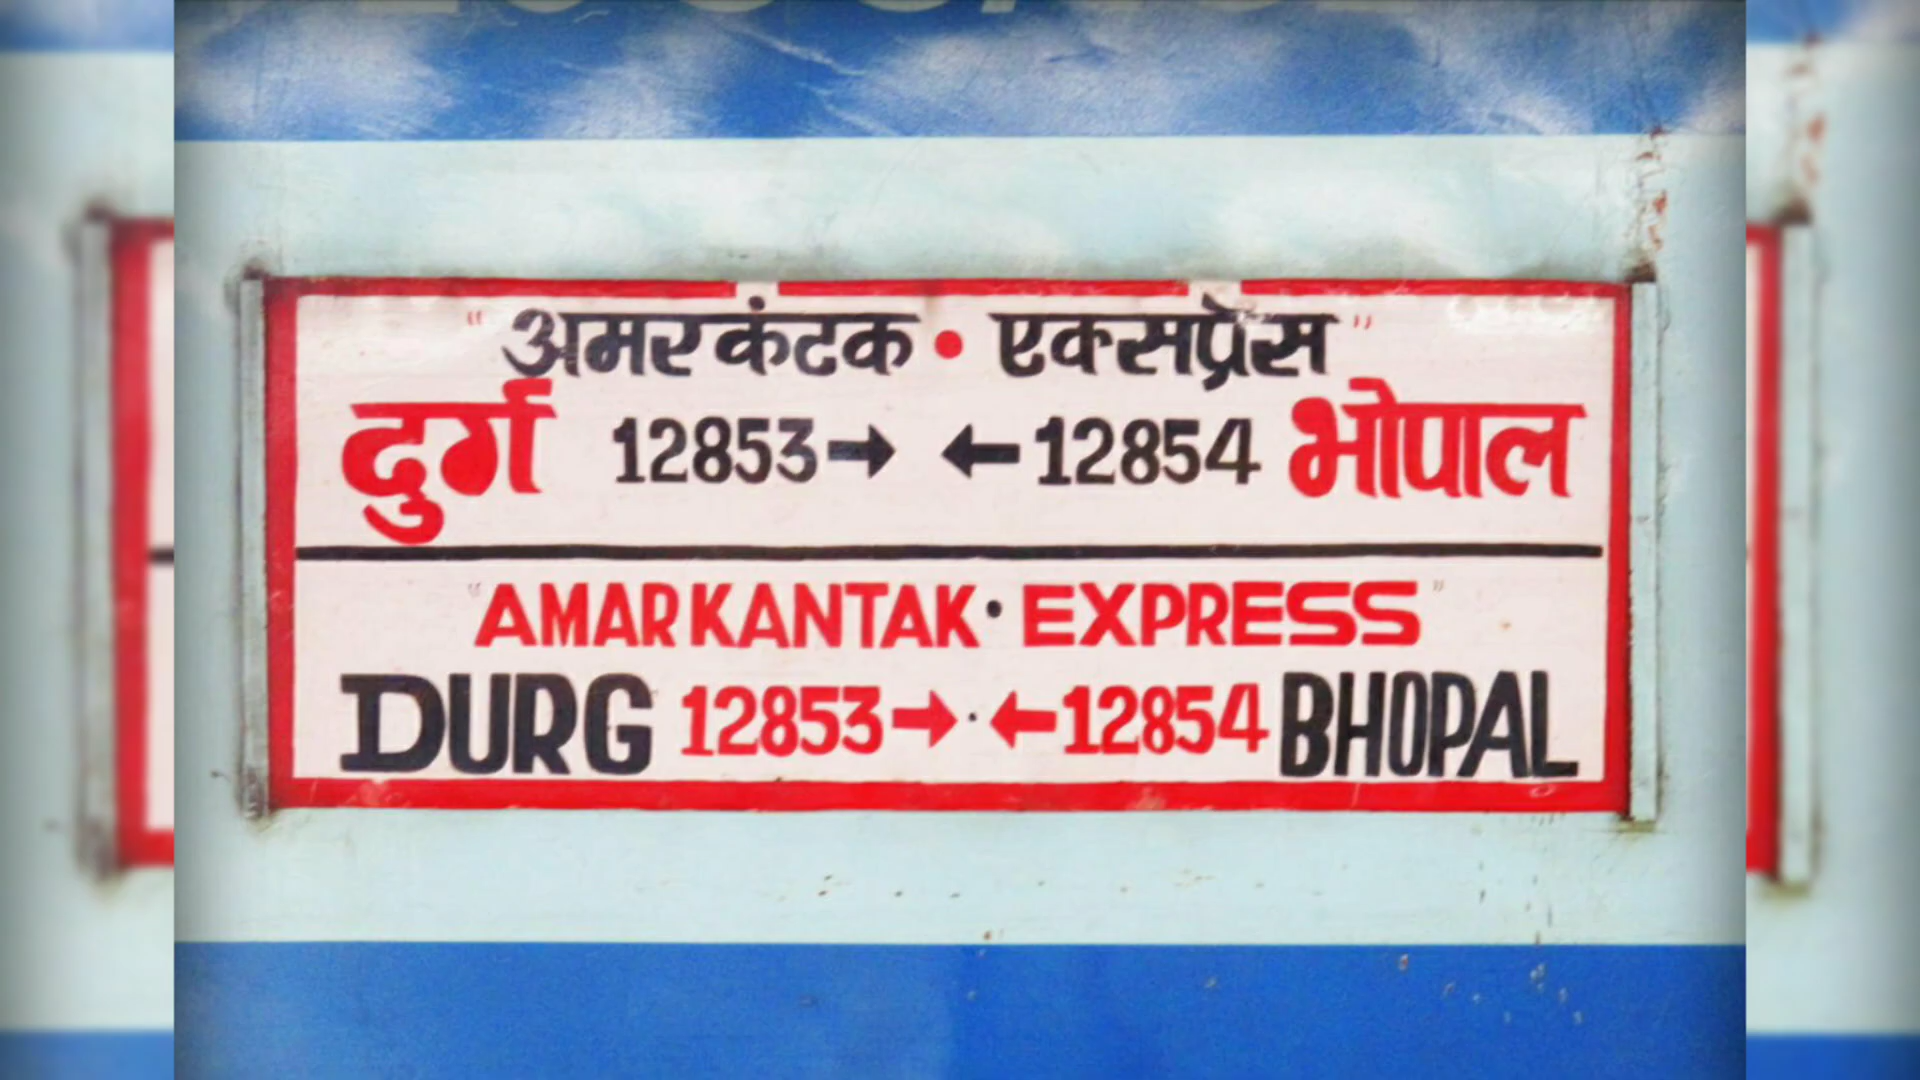 "अमरकंटक • एक्सप्रेस"
दुर्ग 12853→ ←12854 भोपाल
"AMARKANTAK • EXPRESS"
DURG 12853→ · ←12854 BHOPAL